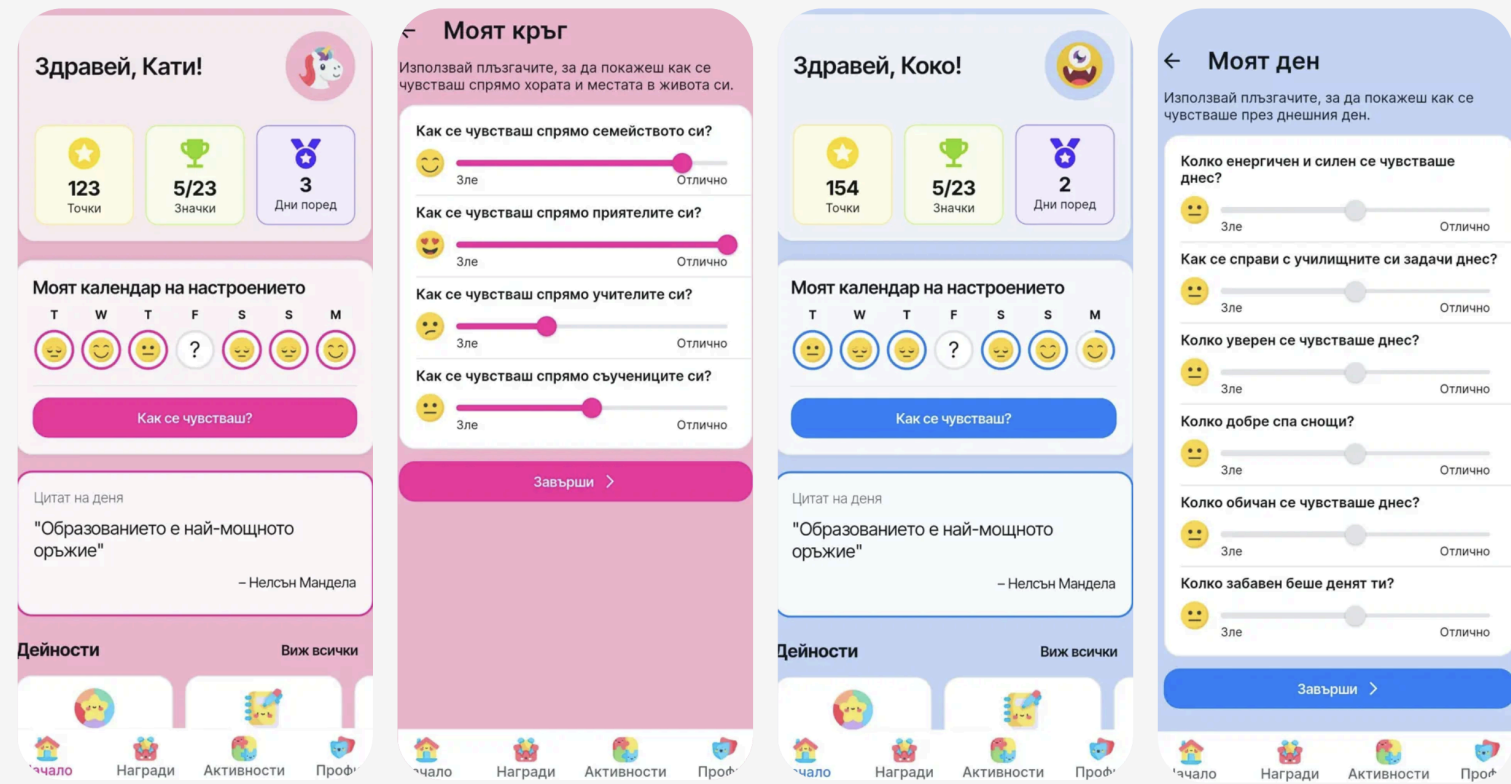 Здравей, Кати!
123
Точки
5/23
Значки
3
Дни поред
Моят календар на настроението
T W T F S S M
?
Как се чувстваш?
Цитат на деня
"Образованието е най-мощното
оръжие"
– Нелсън Мандела
Дейности
Виж всички
ачало
Награди
Активности
Профи
Моят кръг
Използвай плъзгачите, за да покажеш как се
чувстваш спрямо хората и местата в живота си.
Как се чувстваш спрямо семейството си?
Зле
Отлично
Как се чувстваш спрямо приятелите си?
Зле
Отлично
Как се чувстваш спрямо учителите си?
Зле
Отлично
Как се чувстваш спрямо съучениците си?
Зле
Отлично
Завърши
чало
Награди
Активности
Проф
Здравей, Коко!
154
Точки
5/23
Значки
2
Дни поред
Моят календар на настроението
T W T F S S M
?
Как се чувстваш?
Цитат на деня
"Образованието е най-мощното
оръжие"
– Нелсън Мандела
Дейности
Виж всички
чало
Награди
Активности
Проф
Моят ден
Използвай плъзгачите, за да покажеш как се
чувстваше през днешния ден.
Колко енергичен и силен се чувстваше
днес?
Зле
Отлично
Как се справи с училищните си задачи днес?
Зле
Отлично
Колко уверен се чувстваше днес?
Зле
Отлично
Колко добре спа снощи?
Зле
Отлично
Колко обичан се чувстваше днес?
Зле
Отлично
Колко забавен беше денят ти?
Зле
Отлично
Завърши
ачало
Награди
Активности
Проф